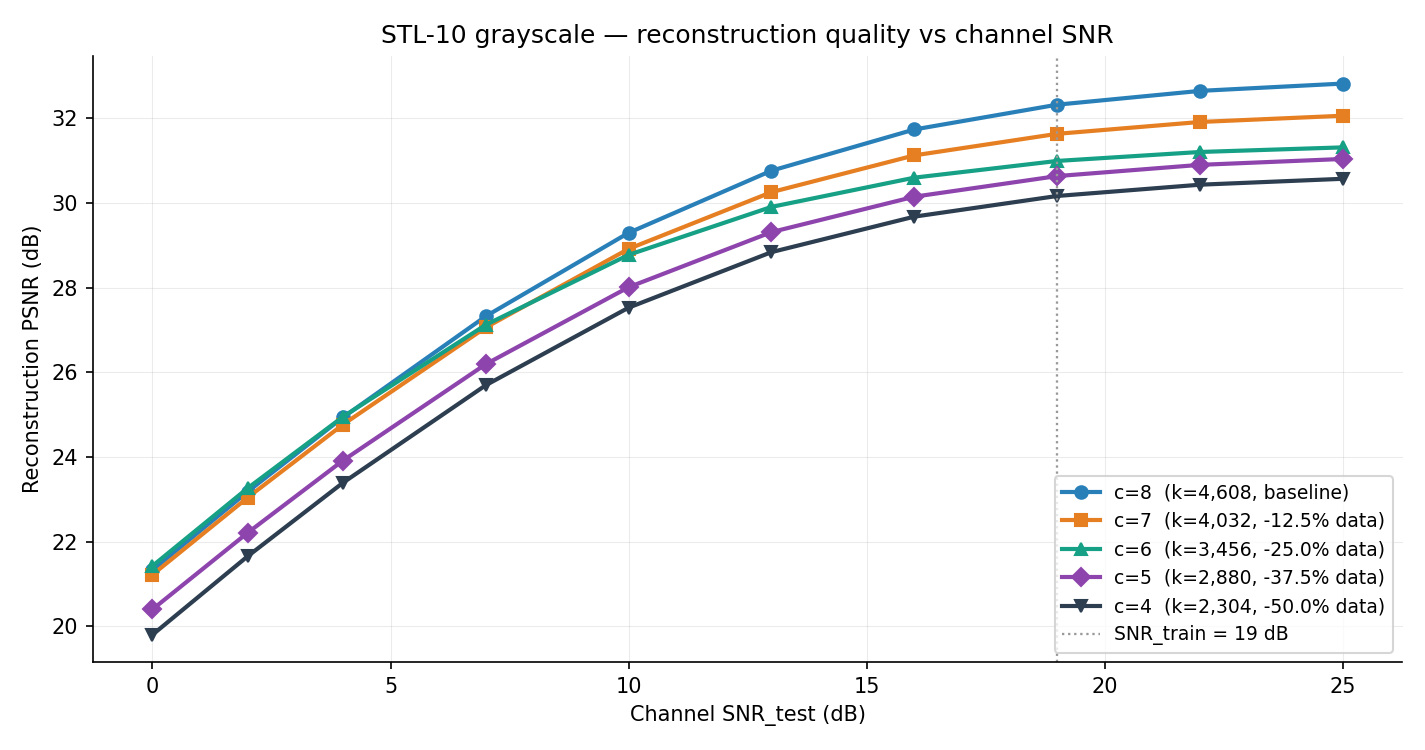 STL-10 grayscale — reconstruction quality vs channel SNR
Reconstruction PSNR (dB)
32
30
28
26
24
22
20
0
5
10
15
20
25
Channel SNR_test (dB)
c=8 (k=4,608, baseline)
c=7 (k=4,032, -12.5% data)
c=6 (k=3,456, -25.0% data)
c=5 (k=2,880, -37.5% data)
c=4 (k=2,304, -50.0% data)
SNR_train = 19 dB